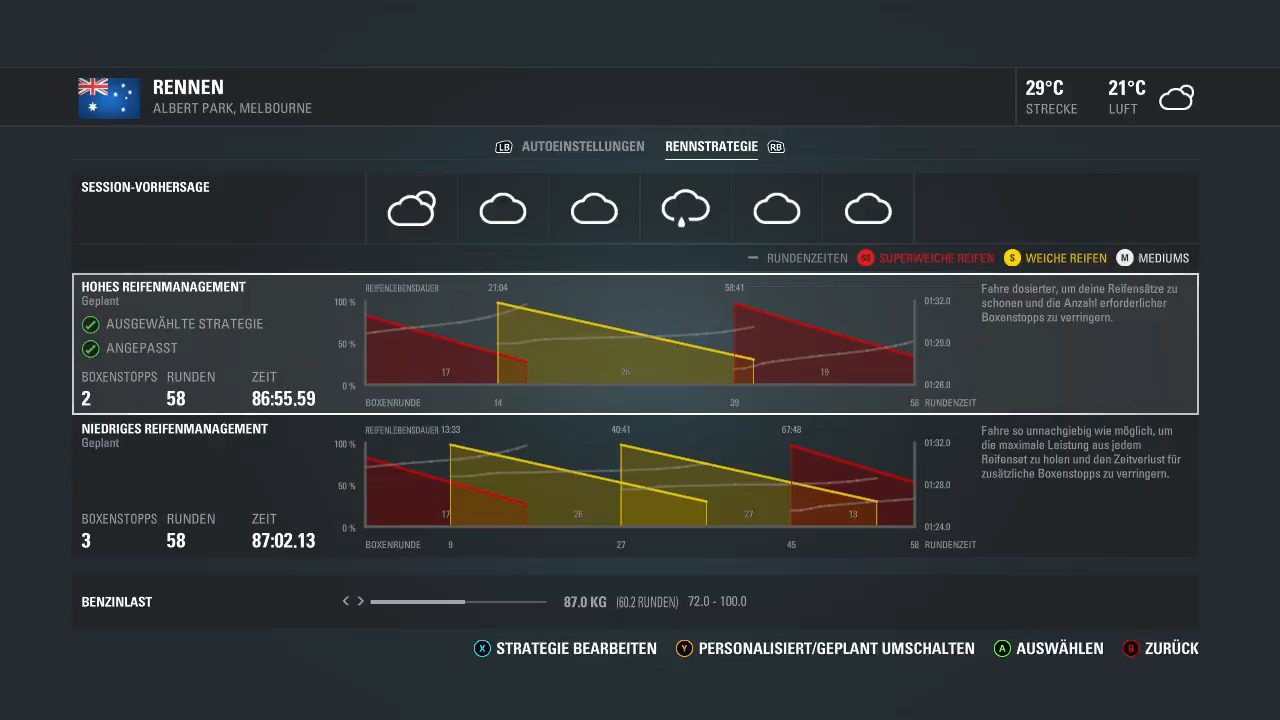 RENNEN
ALBERT PARK, MELBOURNE
29°C
STRECKE
21°C
LUFT
LB AUTOEINSTELLUNGEN RENNSTRATEGIE RB
SESSION-VORHERSAGE
RUNDENZEITEN SS SUPERWEICHE REIFEN S WEICHE REIFEN M MEDIUMS
HOHES REIFENMANAGEMENT
Geplant
AUSGEWÄHLTE STRATEGIE
ANGEPASST
BOXENSTOPPS RUNDEN ZEIT
2 58 86:55.59
REIFENLEBENSDAUER 21:04 58:41
100 % 01:32.0
50 % 01:29.0
17 26 19
0 % 01:26.0
BOXENRUNDE 14 39 58 RUNDENZEIT
Fahre dosierter, um deine Reifensätze zu
schonen und die Anzahl erforderlicher
Boxenstopps zu verringern.
NIEDRIGES REIFENMANAGEMENT
Geplant
BOXENSTOPPS RUNDEN ZEIT
3 58 87:02.13
REIFENLEBENSDAUER 13:33 40:41 67:48
100 % 01:32.0
50 % 01:28.0
17 26 27 13
0 % 01:24.0
BOXENRUNDE 9 27 45 58 RUNDENZEIT
Fahre so unnachgiebig wie möglich, um
die maximale Leistung aus jedem
Reifenset zu holen und den Zeitverlust für
zusätzliche Boxenstopps zu verringern.
BENZINLAST < > 87.0 KG (60.2 RUNDEN) 72.0 - 100.0
X STRATEGIE BEARBEITEN Y PERSONALISIERT/GEPLANT UMSCHALTEN A AUSWÄHLEN B ZURÜCK